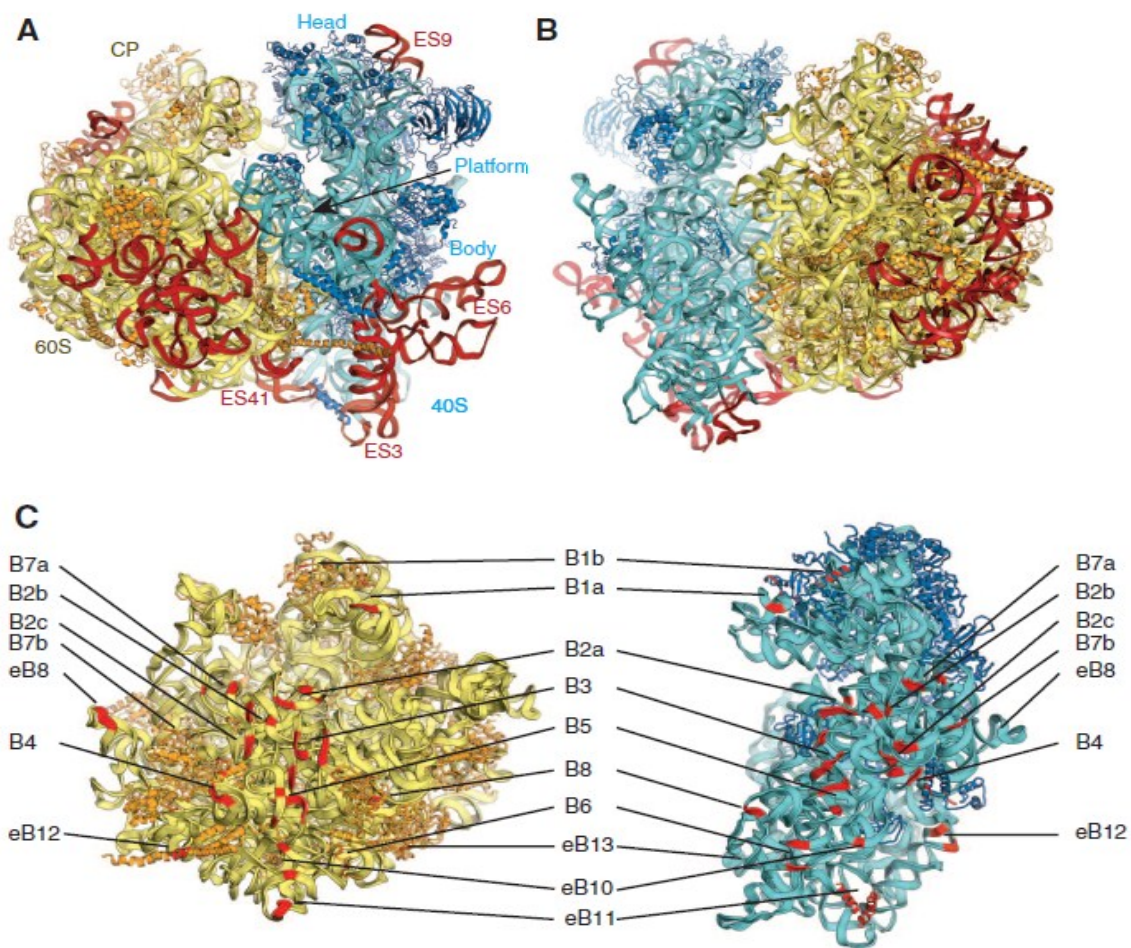 A
B
CP
Head
ES9
Platform
Body
ES6
60S
ES41
40S
ES3
C
B7a
B2b
B2c
B7b
eB8
B4
eB12
B1b
B1a
B2a
B3
B5
B8
B6
eB13
eB10
eB11
B7a
B2b
B2c
B7b
eB8
B4
eB12